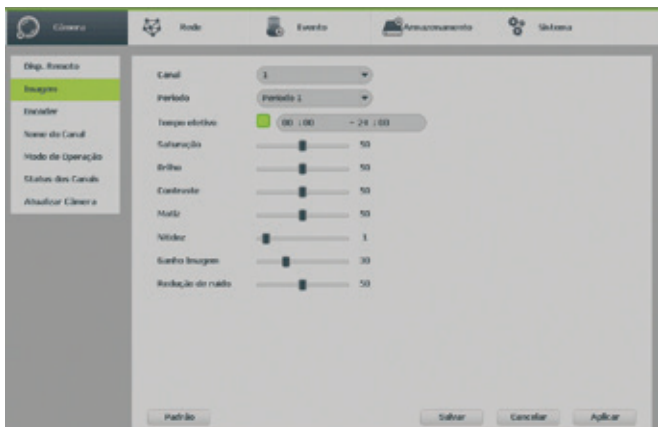 Câmera
Rede
Evento
Armazenamento
Sistema
Disp. Remoto
Imagem
Encoder
Nome do Canal
Modo de Operação
Status dos Canais
Atualizar Câmera
Canal 1
Período Período 1
Tempo efetivo 00 : 00 - 24 : 00
Saturação 50
Brilho 50
Contraste 50
Matiz 50
Nitidez 1
Ganho Imagem 30
Redução de ruído 50
Padrão
Salvar
Cancelar
Aplicar